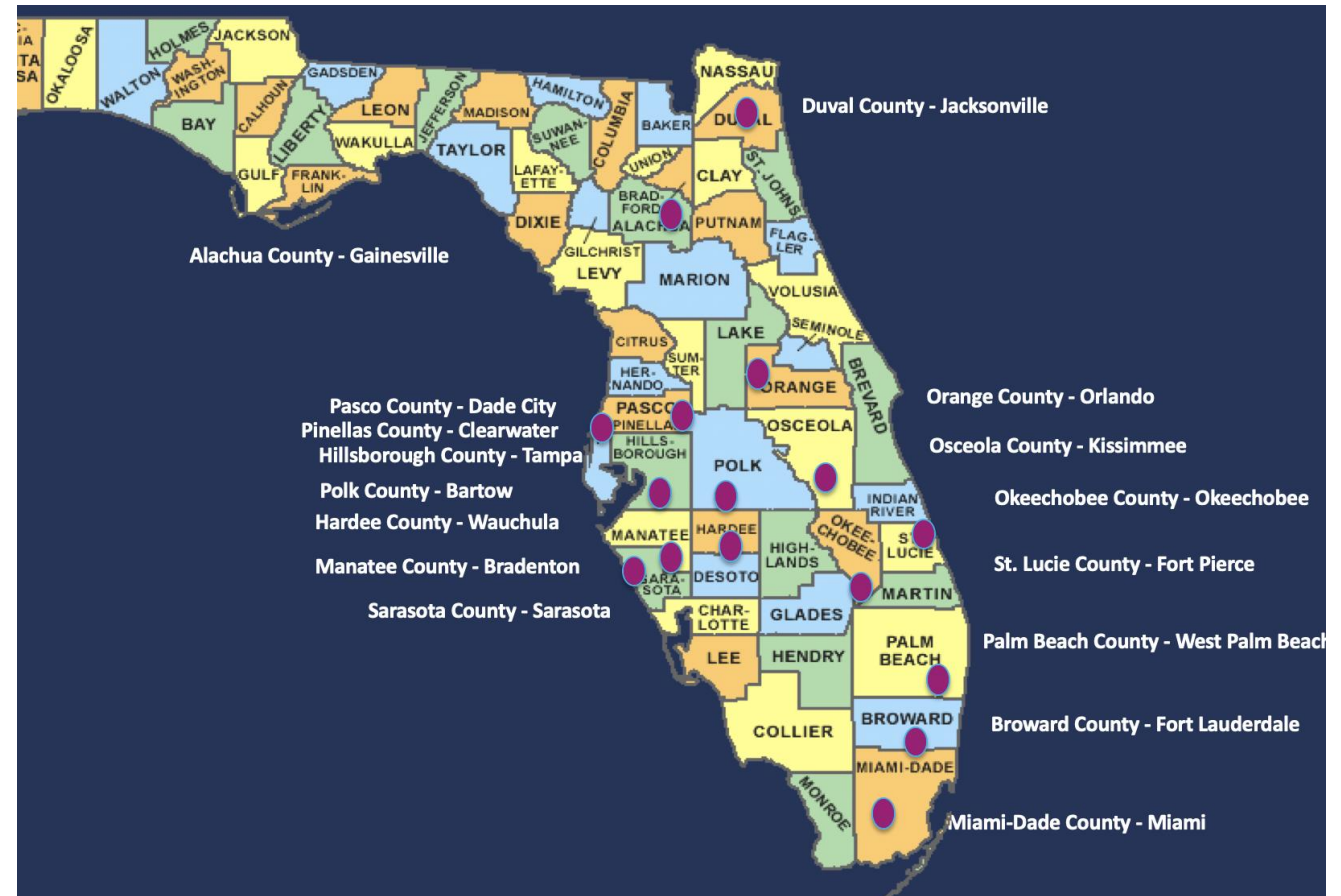 C-
IA
TA
SA
OKALOOSA
WALTON
HOLMES
JACKSON
WASH-
INGTON
BAY
CALHOUN
GADSDEN
LIBERTY
GULF
FRANK-
LIN
LEON
WAKULLA
JEFFERSON
MADISON
TAYLOR
HAMILTON
SUWAN-
NEE
LAFAY-
ETTE
DIXIE
COLUMBIA
BAKER
UNION
NASSAU
Duval County - Jacksonville
CLAY
ST. JOHNS
BRAD-
FORD
PUTNAM
FLAG-
LER
Alachua County - Gainesville
GILCHRIST
LEVY
MARION
VOLUSIA
CITRUS
SUM-
TER
LAKE
SEMINOLE
HER-
NANDO
ORANGE
BREVARD
Orange County - Orlando
Pasco County - Dade City
PASCO
Pinellas County - Clearwater
OSCEOLA
Osceola County - Kissimmee
HILLS-
BOROUGH
Hillsborough County - Tampa
POLK
Polk County - Bartow
INDIAN
RIVER
Okeechobee County - Okeechobee
Hardee County - Wauchula
MANATEE
HARDEE
HIGH-
LANDS
OKEE-
CHOBEE
LUCIE
St. Lucie County - Fort Pierce
Manatee County - Bradenton
SOTA
DESOTO
MARTIN
Sarasota County - Sarasota
CHAR-
LOTTE
GLADES
LEE
HENDRY
PALM
BEACH
Palm Beach County - West Palm Beach
COLLIER
BROWARD
Broward County - Fort Lauderdale
MIAMI-DADE
MONROE
Miami-Dade County - Miami